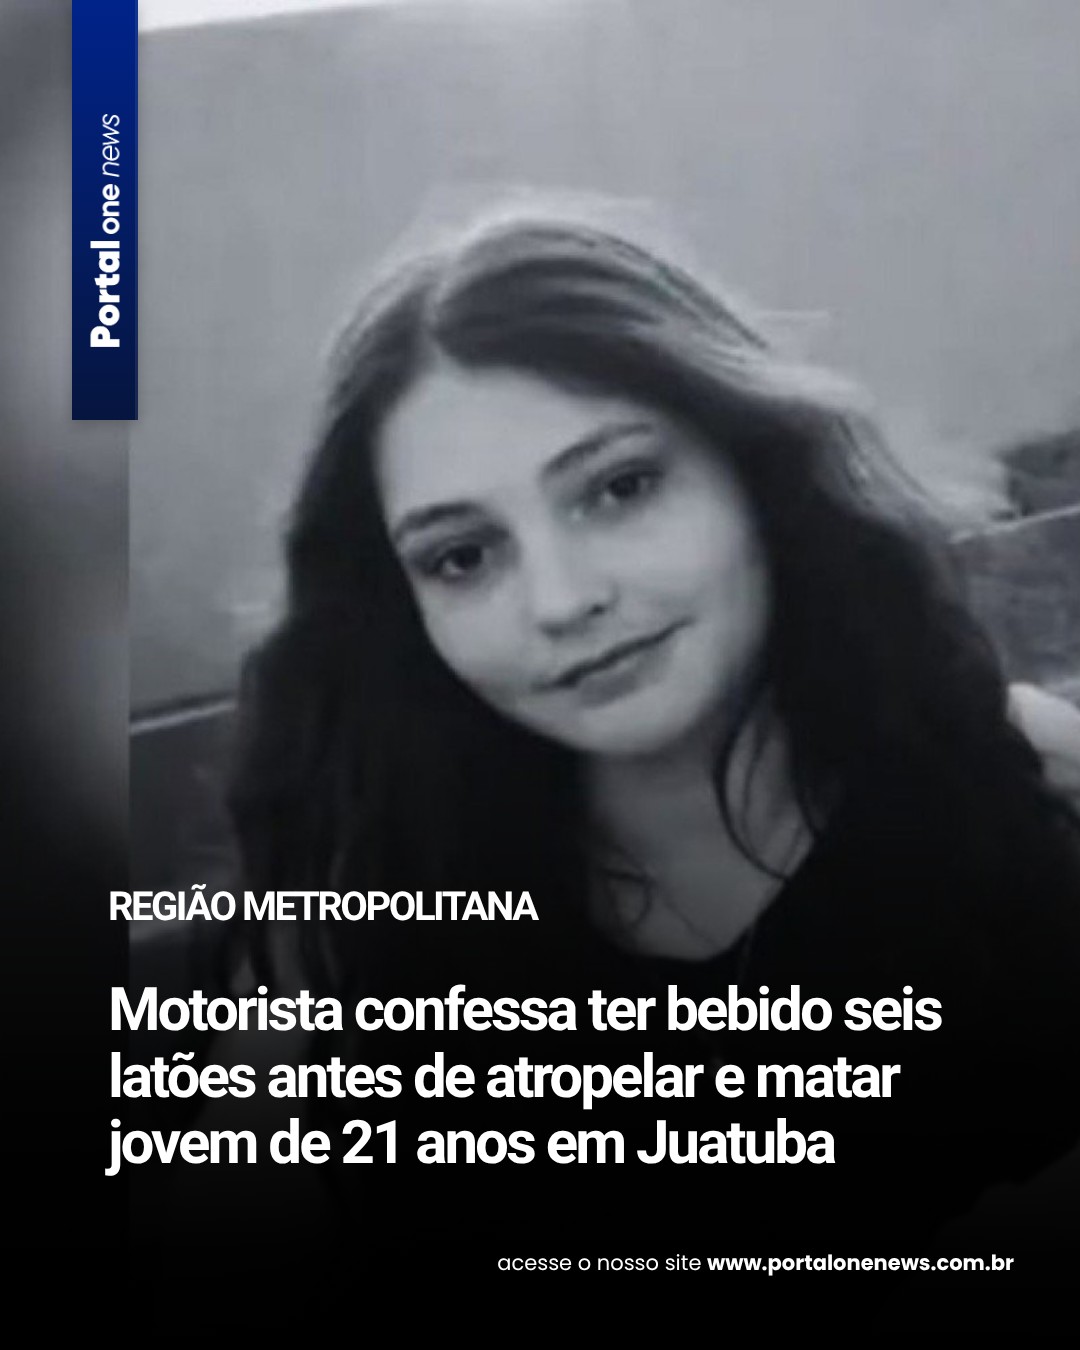 Portal one news
REGIÃO METROPOLITANA
Motorista confessa ter bebido seis
latões antes de atropelar e matar
jovem de 21 anos em Juatuba
acesse o nosso site www.portalonenews.com.br